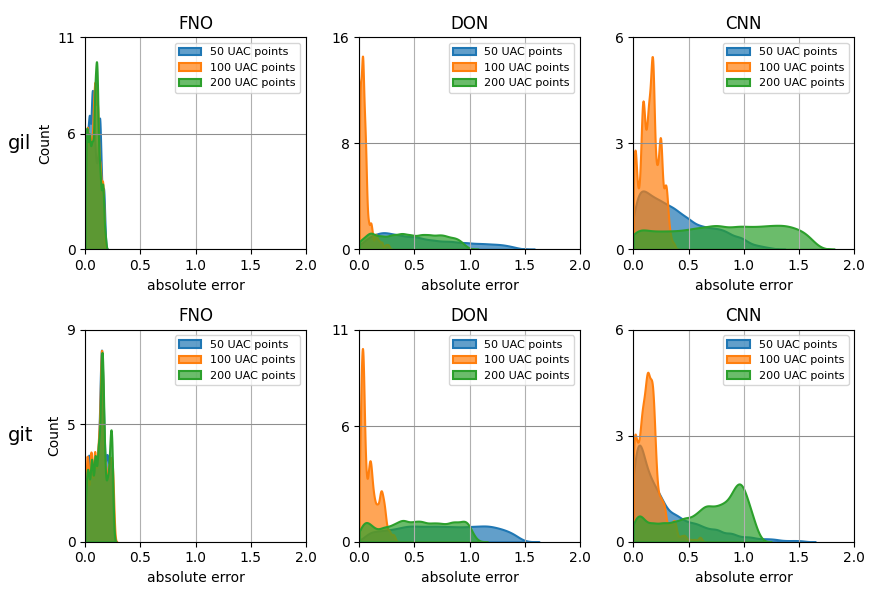 FNO
DON
CNN
11
6
0
50 UAC points
100 UAC points
200 UAC points
16
8
0
50 UAC points
100 UAC points
200 UAC points
6
3
0
50 UAC points
100 UAC points
200 UAC points
gil
Count
0.0 0.5 1.0 1.5 2.0
0.0 0.5 1.0 1.5 2.0
0.0 0.5 1.0 1.5 2.0
absolute error
absolute error
absolute error
FNO
DON
CNN
9
5
0
50 UAC points
100 UAC points
200 UAC points
11
6
0
50 UAC points
100 UAC points
200 UAC points
6
3
0
50 UAC points
100 UAC points
200 UAC points
git
Count
0.0 0.5 1.0 1.5 2.0
0.0 0.5 1.0 1.5 2.0
0.0 0.5 1.0 1.5 2.0
absolute error
absolute error
absolute error